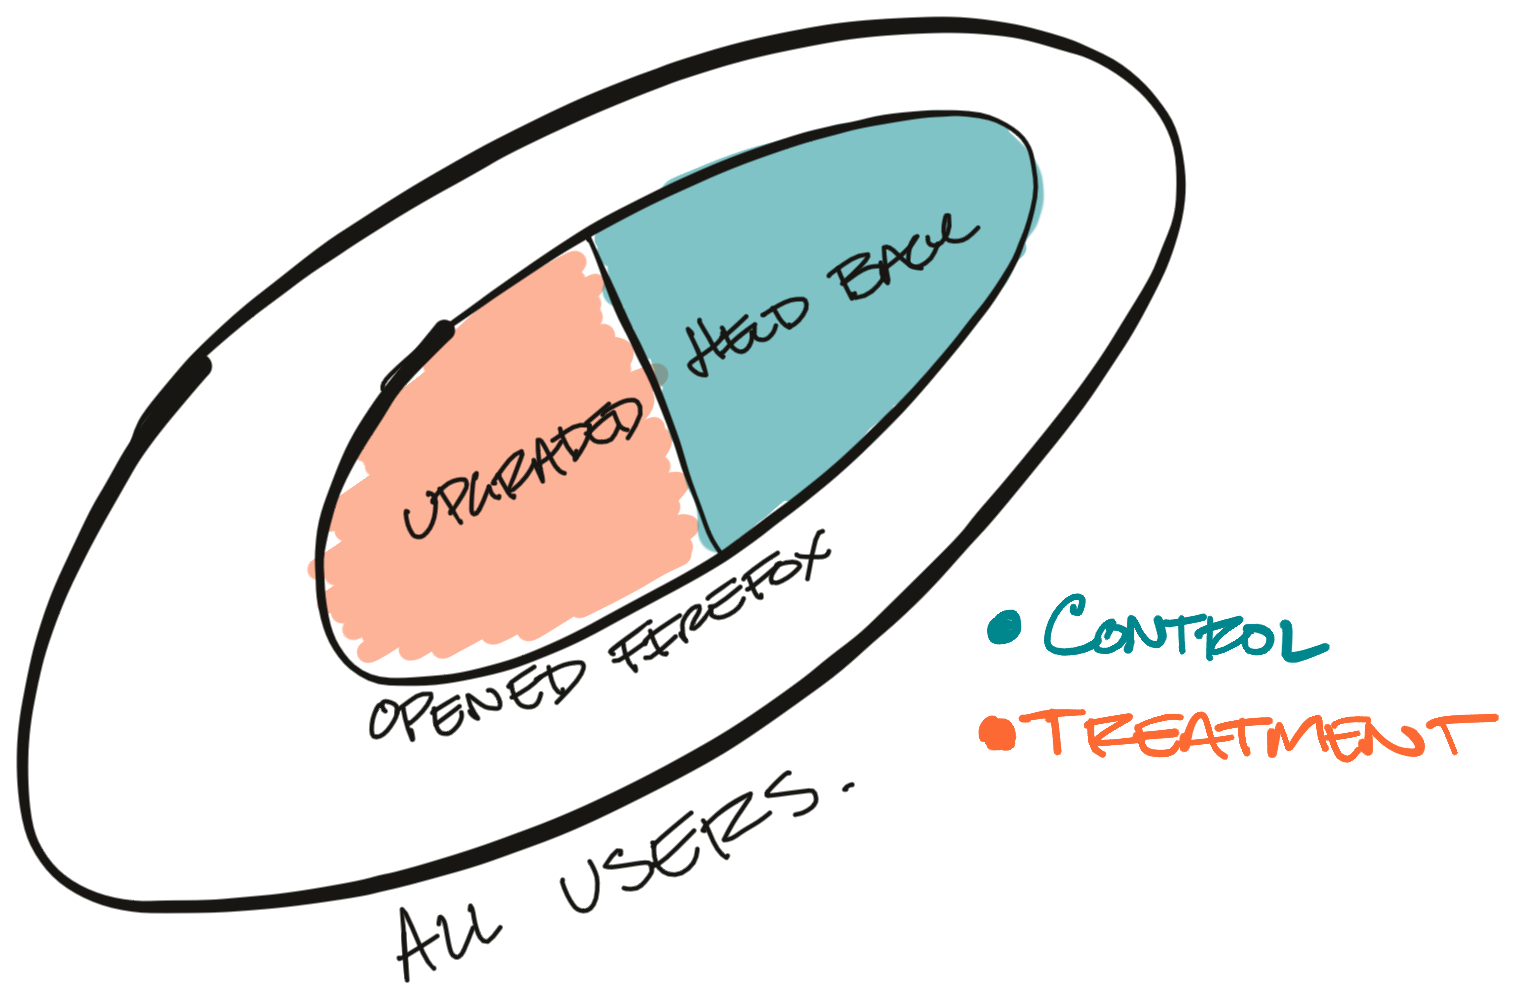 HELD BACK
UPGRADED
OPENED FIREFOX
ALL USERS.
CONTROL
TREATMENT